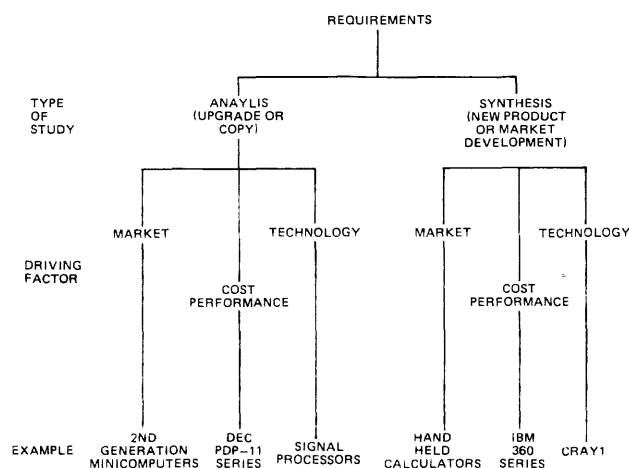 REQUIREMENTS
TYPE
OF
STUDY
ANAYLIS
(UPGRADE OR
COPY)
SYNTHESIS
(NEW PRODUCT
OR MARKET
DEVELOPMENT)
DRIVING
FACTOR
MARKET
COST
PERFORMANCE
TECHNOLOGY
MARKET
COST
PERFORMANCE
TECHNOLOGY
EXAMPLE
2ND
GENERATION
MINICOMPUTERS
DEC
PDP-11
SERIES
SIGNAL
PROCESSORS
HAND
HELD
CALCULATORS
IBM
360
SERIES
CRAY1